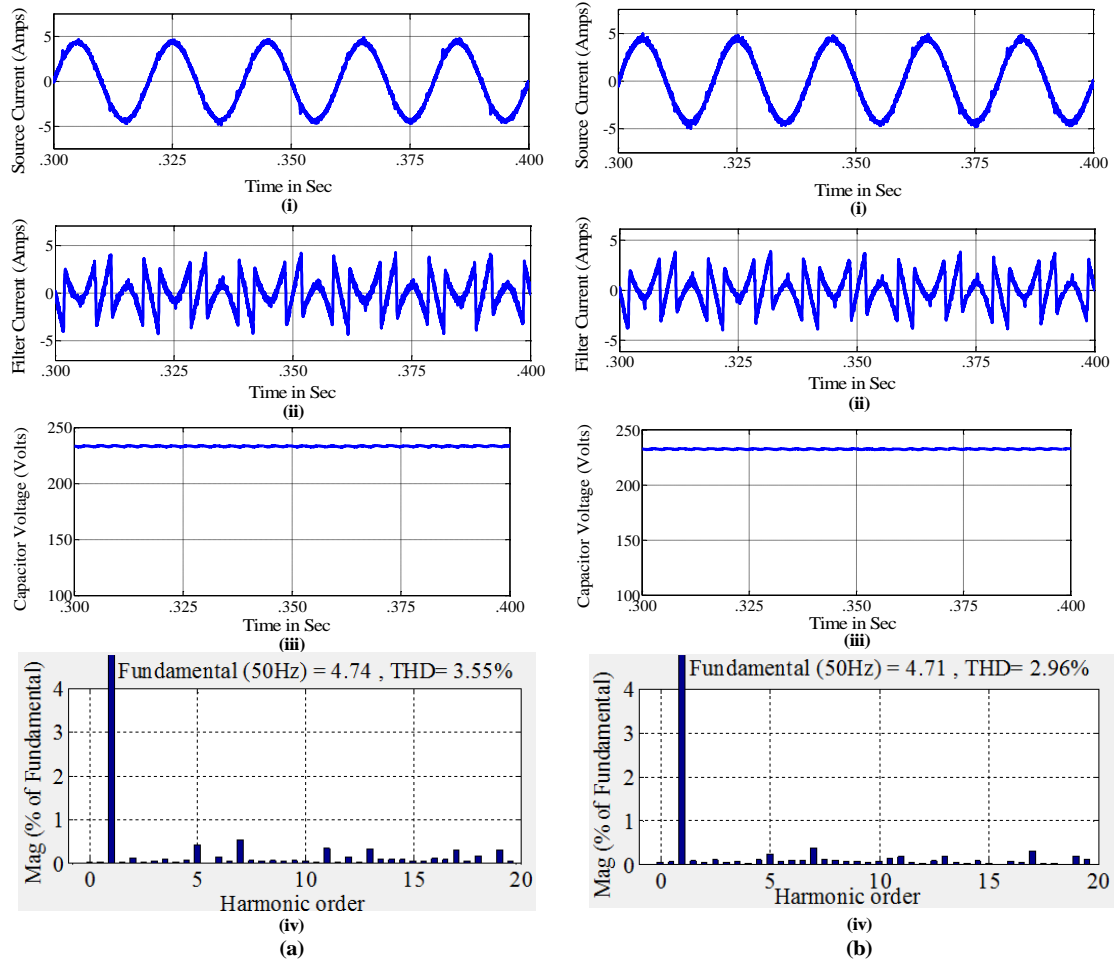 Source Current (Amps)
5
0
-5
.300 .325 .350 .375 .400
Time in Sec
(i)
Filter Current (Amps)
5
0
-5
.300 .325 .350 .375 .400
Time in Sec
(ii)
Capacitor Voltage (Volts)
250
200
150
100
.300 .325 .350 .375 .400
Time in Sec
(iii)
Fundamental (50Hz) = 4.74 , THD= 3.55%
Mag (% of Fundamental)
4
3
2
1
0
0 5 10 15 20
Harmonic order
(iv)
(a)
Source Current (Amps)
5
0
-5
.300 .325 .350 .375 .400
Time in Sec
(i)
Filter Current (Amps)
5
0
-5
.300 .325 .350 .375 .400
Time in Sec
(ii)
Capacitor Voltage (Volts)
250
200
150
100
.300 .325 .350 .375 .400
Time in Sec
(iii)
Fundamental (50Hz) = 4.71 , THD= 2.96%
Mag (% of Fundamental)
4
3
2
1
0
0 5 10 15 20
Harmonic order
(iv)
(b)